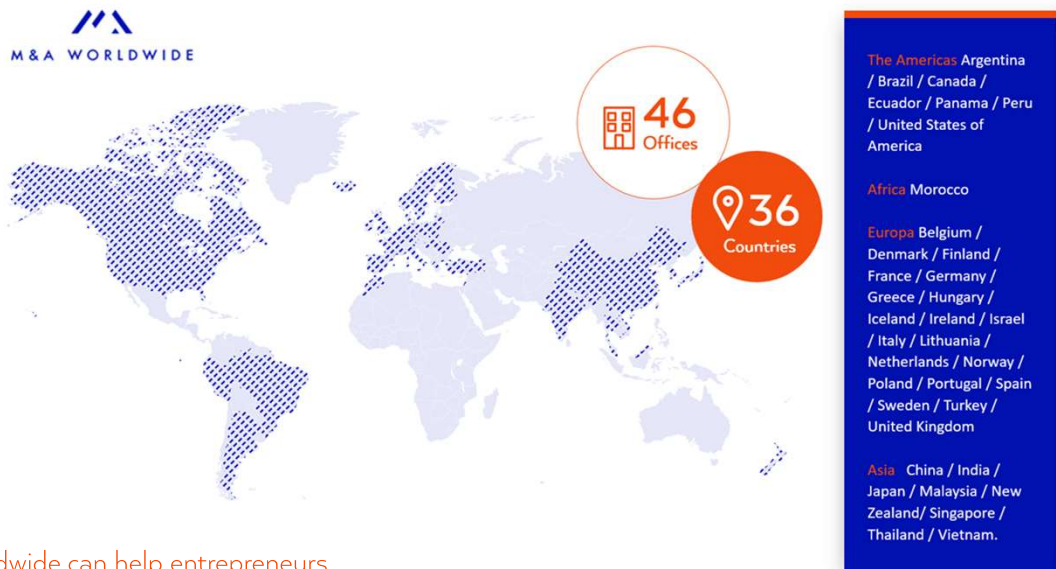 M&A WORLDWIDE
46
Offices
36
Countries
The Americas Argentina
/ Brazil / Canada /
Ecuador / Panama / Peru
/ United States of
America
Africa Morocco
Europa Belgium /
Denmark / Finland /
France / Germany /
Greece / Hungary /
Iceland / Ireland / Israel
/ Italy / Lithuania /
Netherlands / Norway /
Poland / Portugal / Spain
/ Sweden / Turkey /
United Kingdom
Asia China / India /
Japan / Malaysia / New
Zealand/ Singapore /
Thailand / Vietnam.
dwide can help entrepreneurs